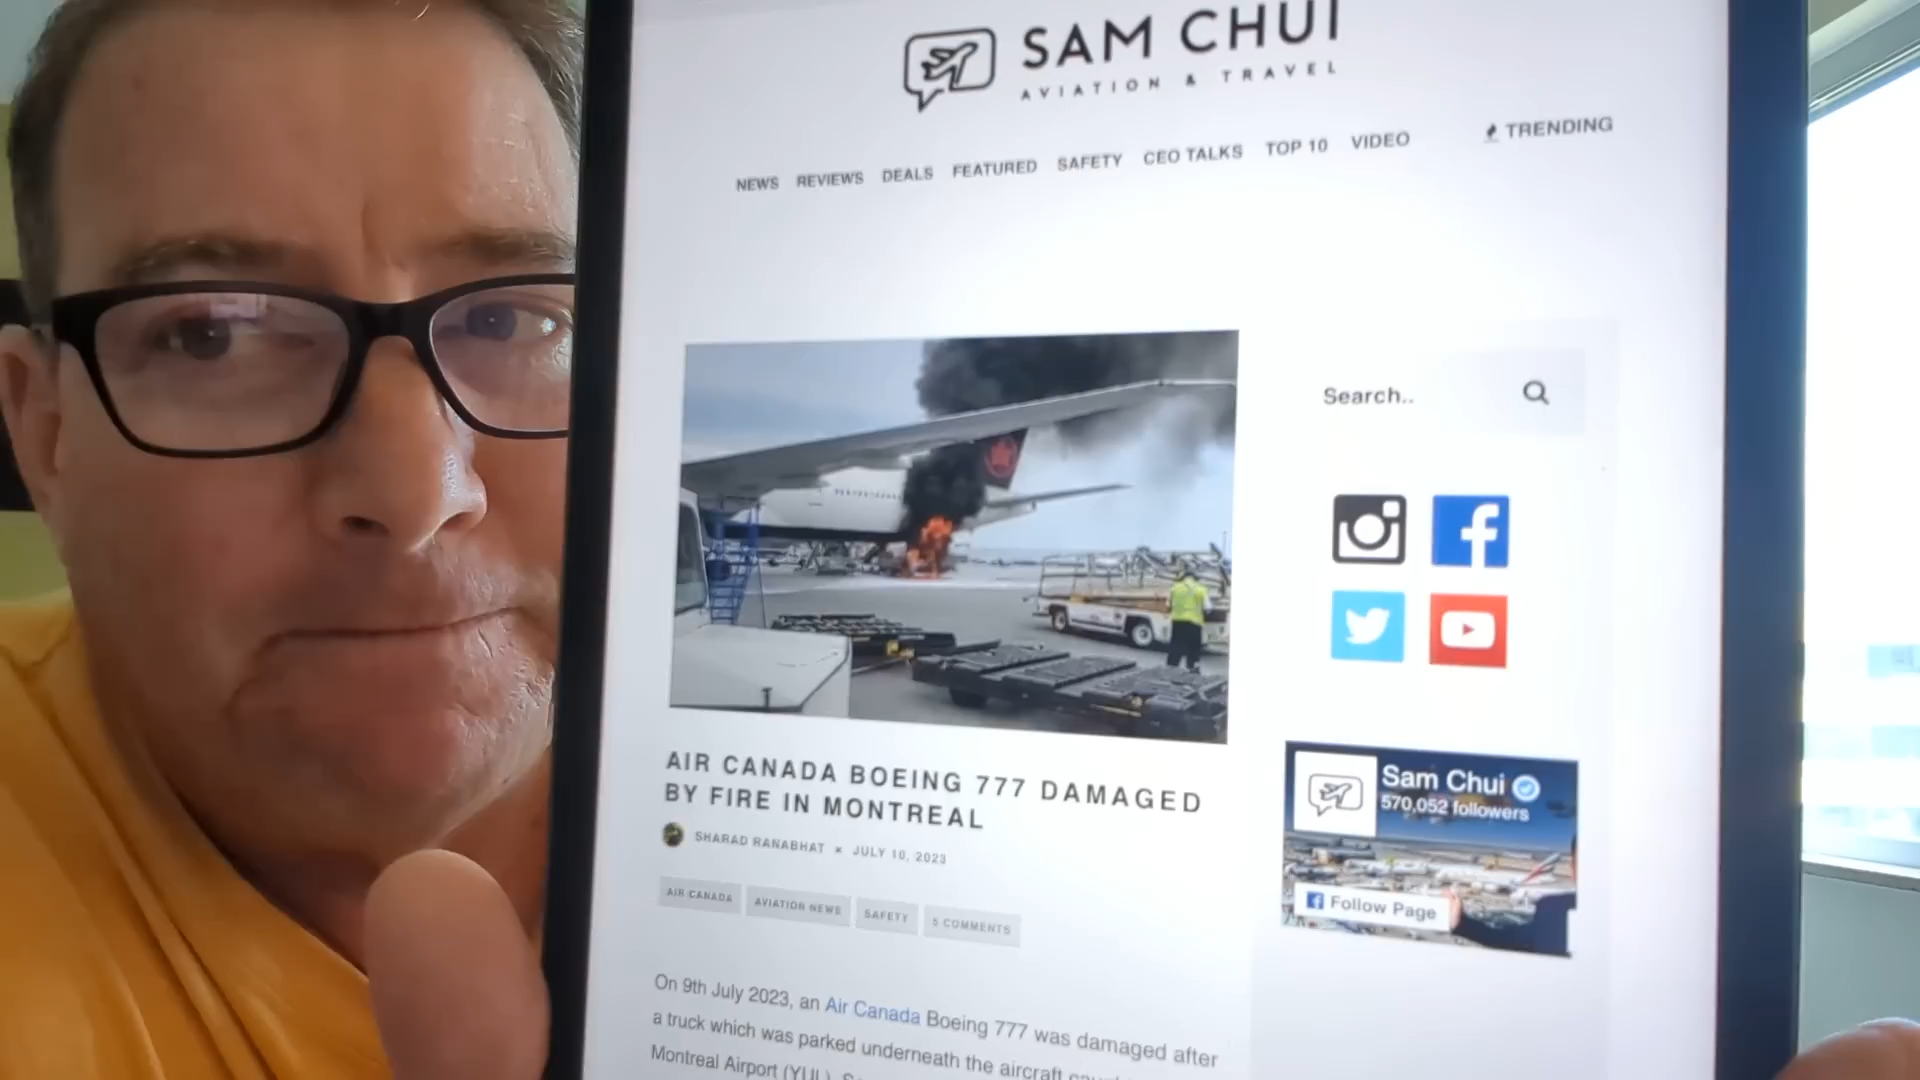 SAM CHUI
AVIATION & TRAVEL
NEWS REVIEWS DEALS FEATURED SAFETY CEO TALKS TOP 10 VIDEO TRENDING
Search..
AIR CANADA BOEING 777 DAMAGED
BY FIRE IN MONTREAL
SHARAD RANABHAT × JULY 10, 2023
AIR CANADA AVIATION NEWS SAFETY 5 COMMENTS
Sam Chui
570,052 followers
Follow Page
On 9th July 2023, an Air Canada Boeing 777 was damaged after
a truck which was parked underneath the aircraft
Montreal Airport (YUL).